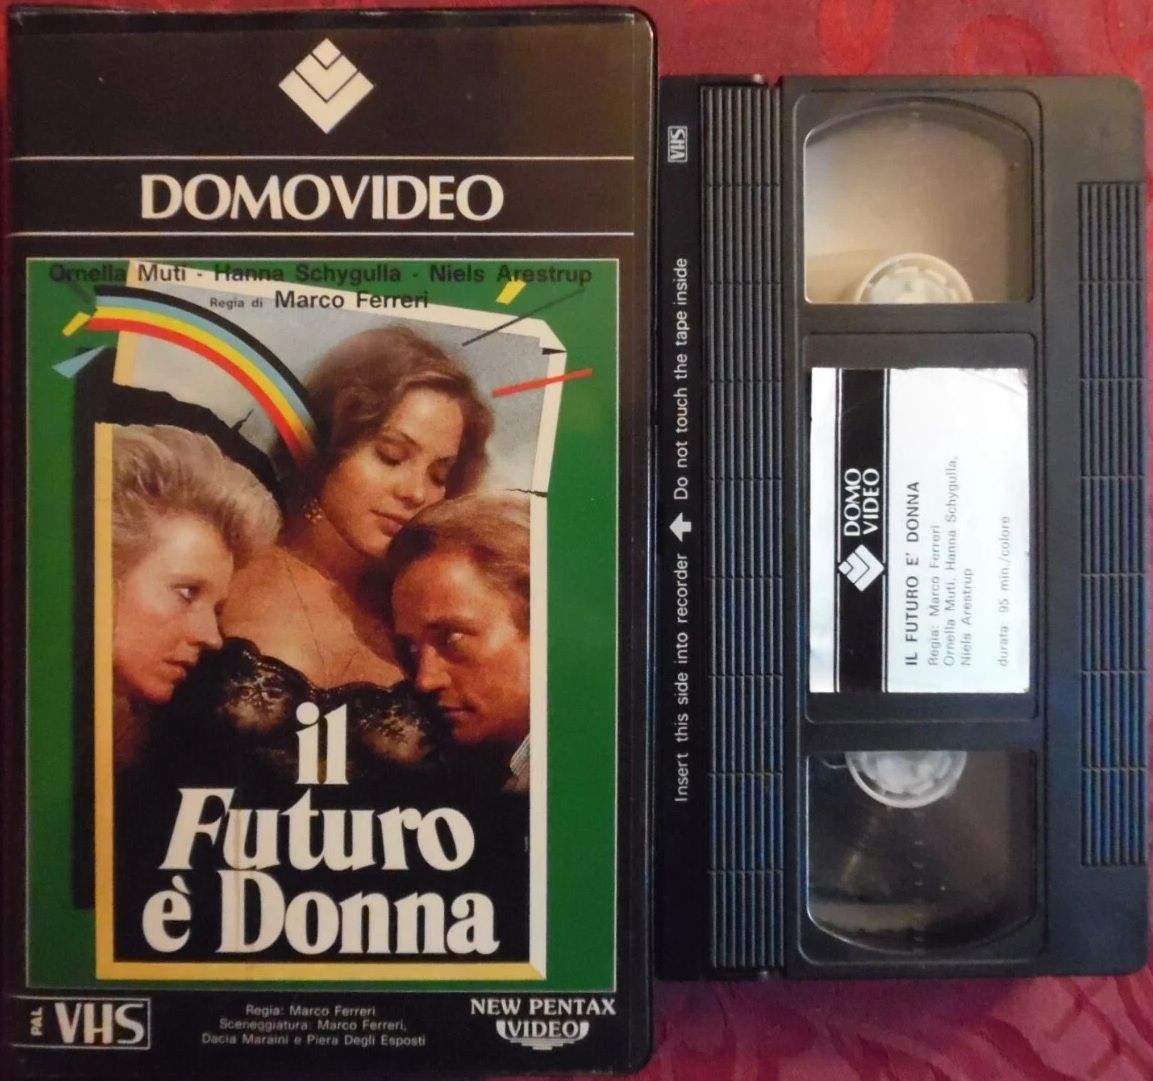 DOMOVIDEO
Ornella Muti - Hanna Schygulla - Niels Arestrup
Regia di Marco Ferreri
il
Futuro
è Donna
PAL VHS
Regia: Marco Ferreri
Sceneggiatura: Marco Ferreri,
Dacia Maraini e Piera Degli Esposti
NEW PENTAX
VIDEO
VHS
Insert this side into recorder Do not touch the tape inside
DOMO
VIDEO
IL FUTURO E' DONNA
Regia: Marco Ferreri
Ornella Muti, Hanna Schygulla,
Niels Arestrup
durata 95 min./colore